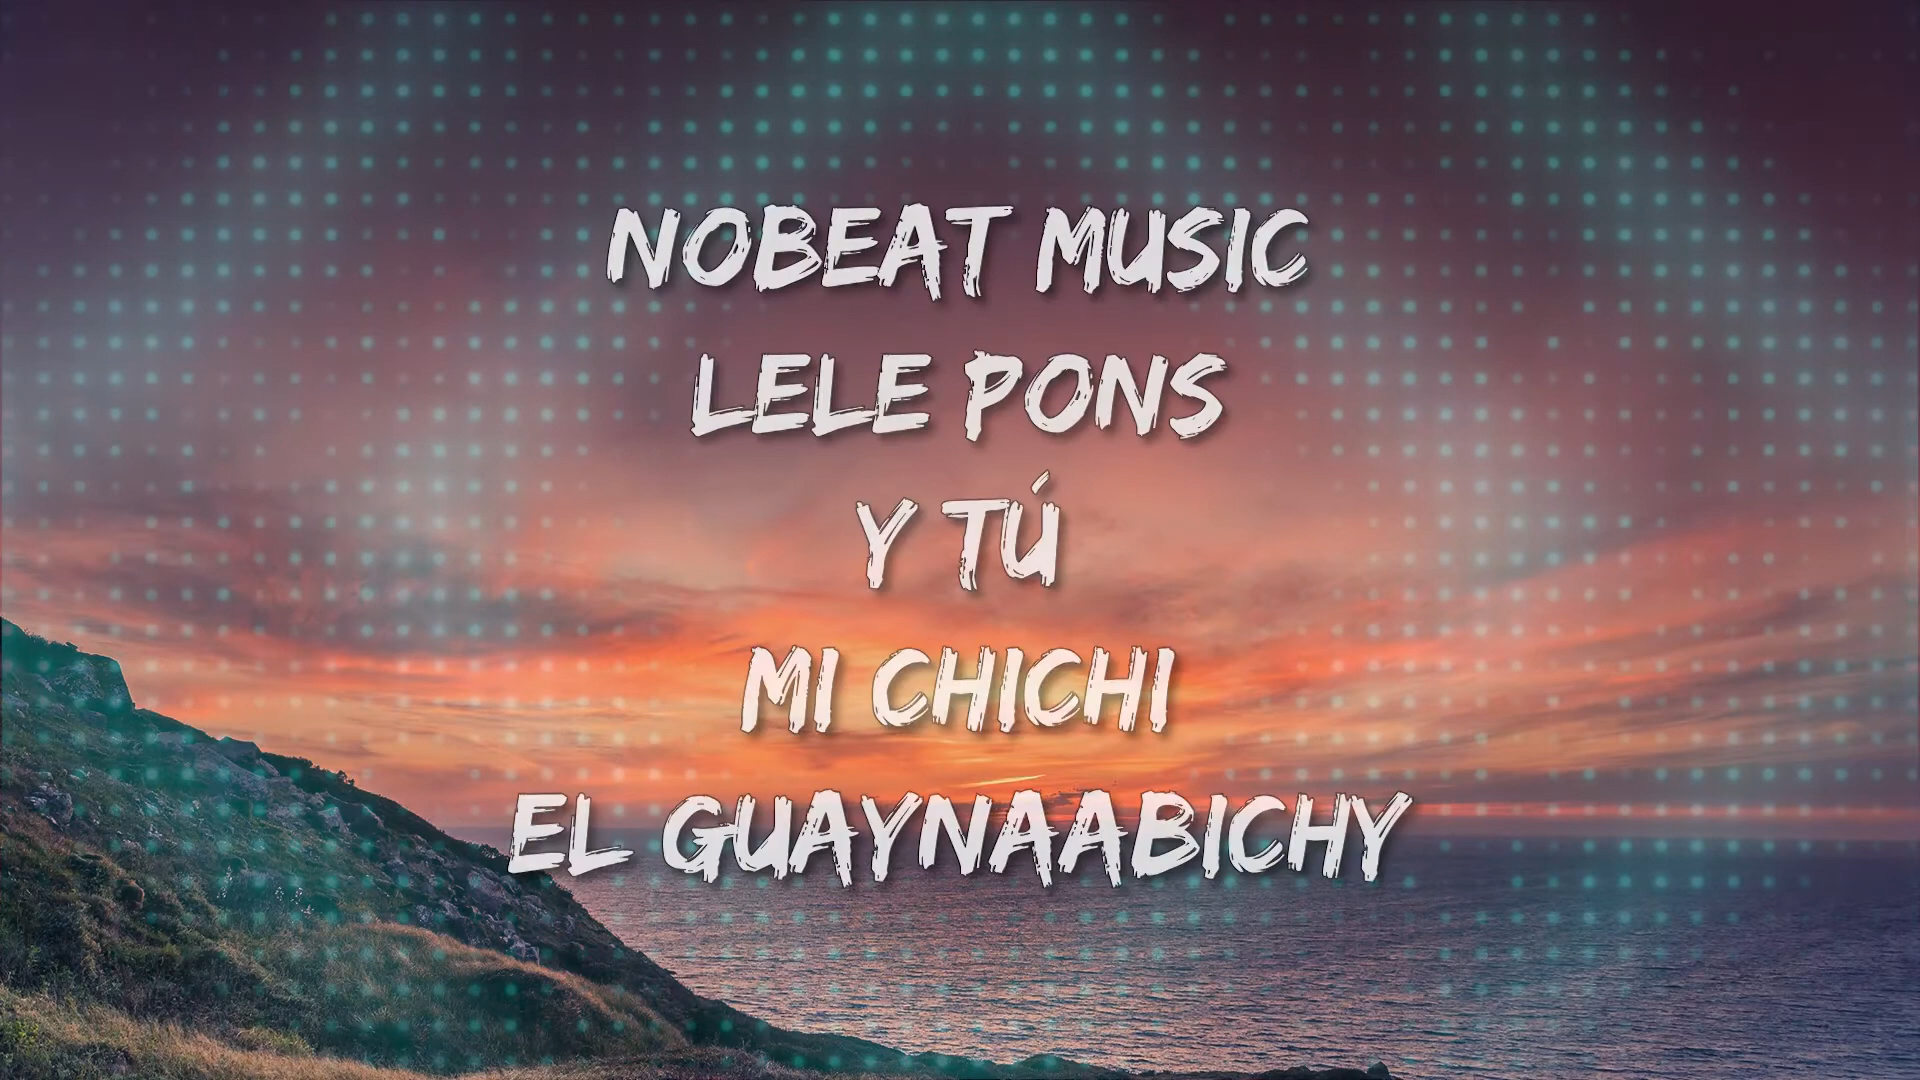 NOBEAT MUSIC
LELE PONS
Y TÚ
MI CHICHI
EL GUAYNAABICHY